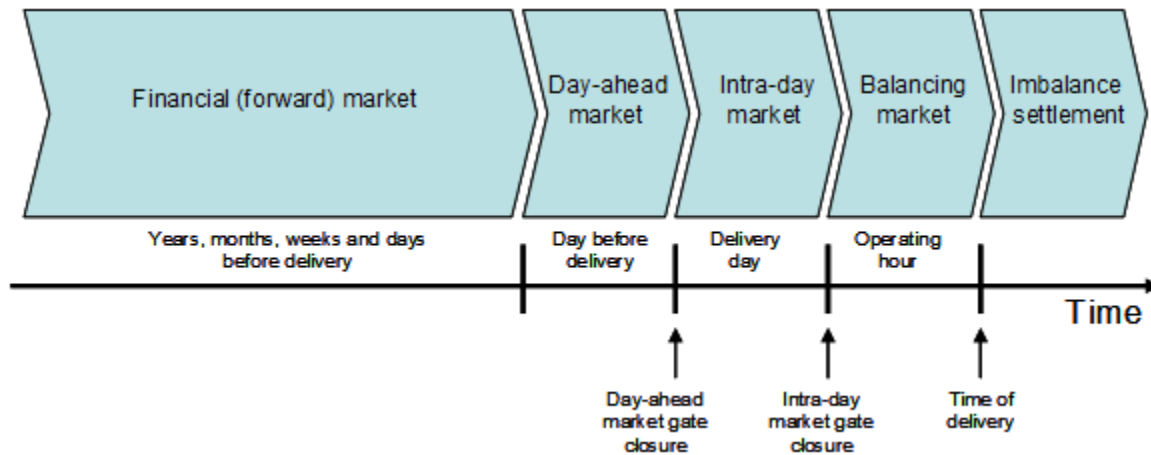 Financial (forward) market
Day-ahead
market
Intra-day
market
Balancing
market
Imbalance
settlement
Years, months, weeks and days
before delivery
Day before
delivery
Delivery
day
Operating
hour
Time
Day-ahead
market gate
closure
Intra-day
market gate
closure
Time of
delivery